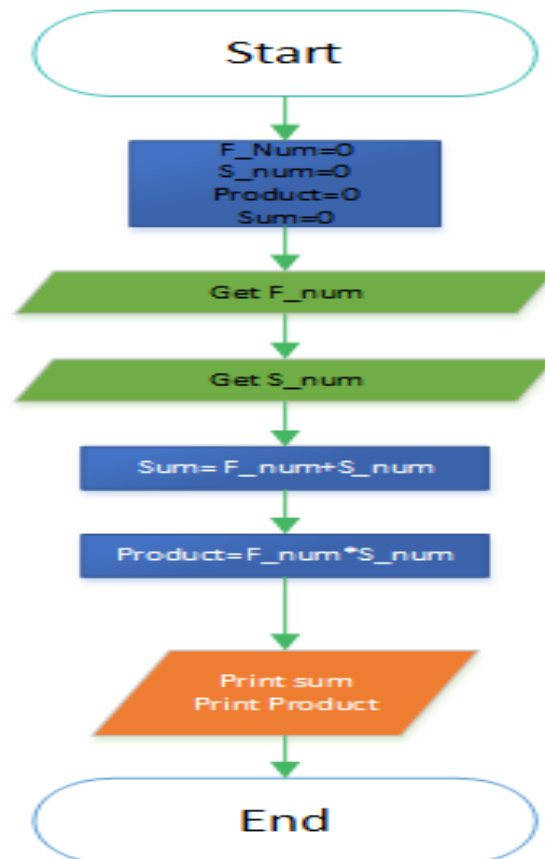 Start
F_Num=0
S_num=0
Product=0
Sum=0
Get F_num
Get S_num
Sum= F_num+S_num
Product=F_num*S_num
Print sum
Print Product
End